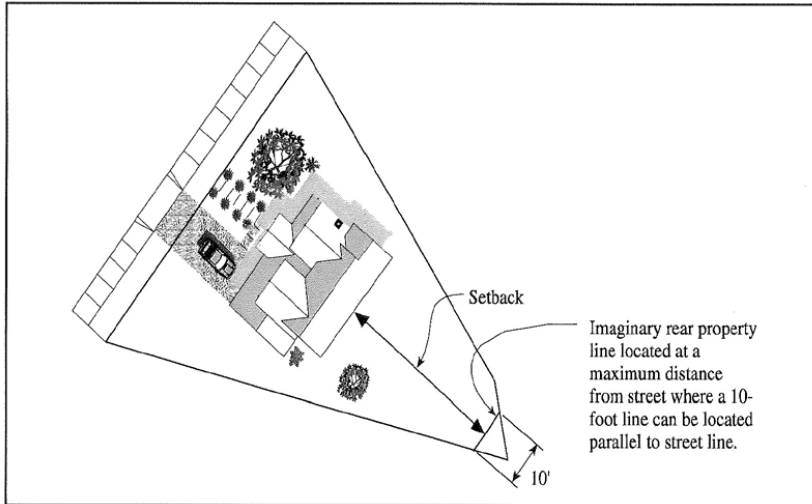 Setback
Imaginary rear property
line located at a
maximum distance
from street where a 10-
foot line can be located
parallel to street line.
10'